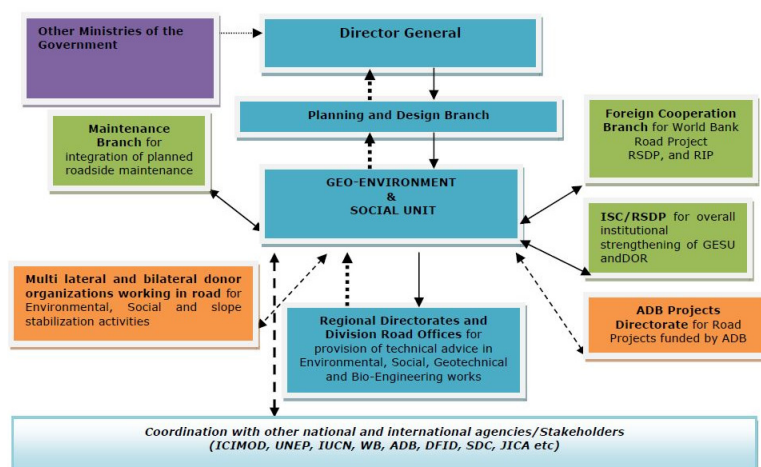 Other Ministries of the
Government
Director General
Planning and Design Branch
Maintenance
Branch for
integration of planned
roadside maintenance
Foreign Cooperation
Branch for World Bank
Road Project
RSDP, and RIP
GEO-ENVIRONMENT
&
SOCIAL UNIT
ISC/RSDP for overall
institutional
strengthening of GESU
andDOR
Multi lateral and bilateral donor
organizations working in road for
Environmental, Social and slope
stabilization activities
Regional Directorates and
Division Road Offices for
provision of technical advice in
Environmental, Social, Geotechnical
and Bio-Engineering works
ADB Projects
Directorate for Road
Projects funded by ADB
Coordination with other national and international agencies/Stakeholders
(ICIMOD, UNEP, IUCN, WB, ADB, DFID, SDC, JICA etc)